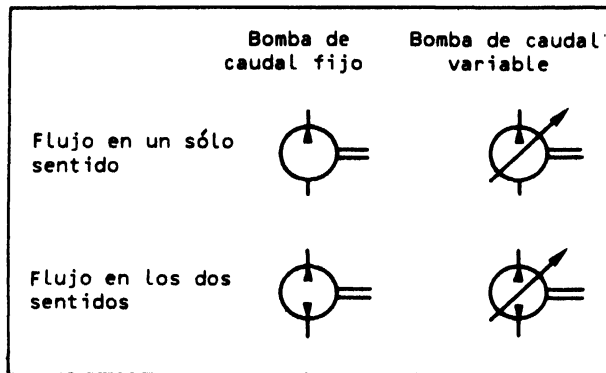 Bomba de
caudal fijo
Bomba de caudal
variable
Flujo en un sólo
sentido
Flujo en los dos
sentidos